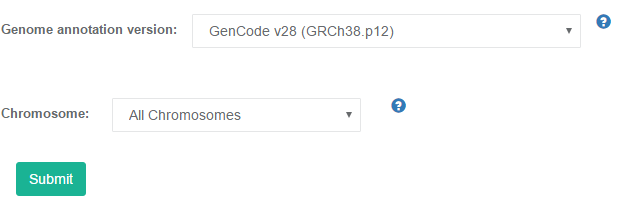 Genome annotation version: GenCode v28 (GRCh38.p12)
Chromosome: All Chromosomes
Submit